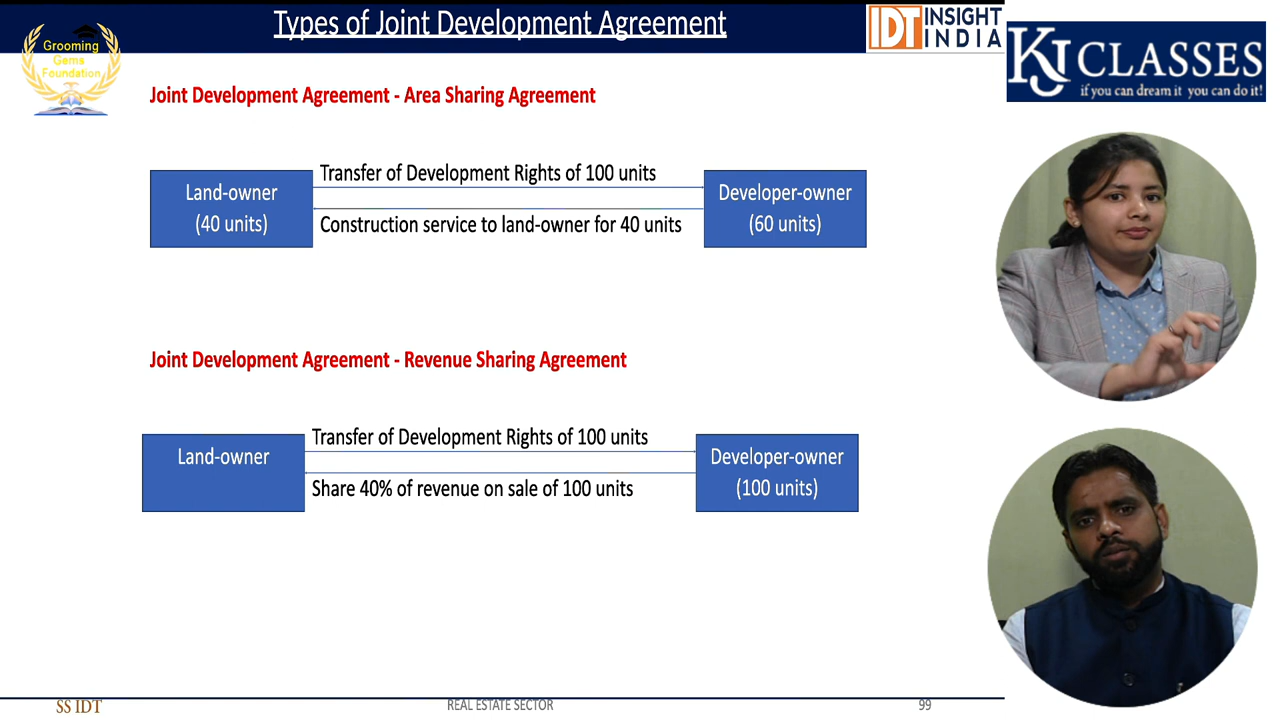 Types of Joint Development Agreement
IDT INSIGHT
INDIA
KJ CLASSES
if you can dream it you can do it!
Grooming
Gems
Foundation
Joint Development Agreement - Area Sharing Agreement
Land-owner
(40 units)
Transfer of Development Rights of 100 units
Construction service to land-owner for 40 units
Developer-owner
(60 units)
Joint Development Agreement - Revenue Sharing Agreement
Land-owner
Transfer of Development Rights of 100 units
Share 40% of revenue on sale of 100 units
Developer-owner
(100 units)
SS IDT
REAL ESTATE SECTOR
99